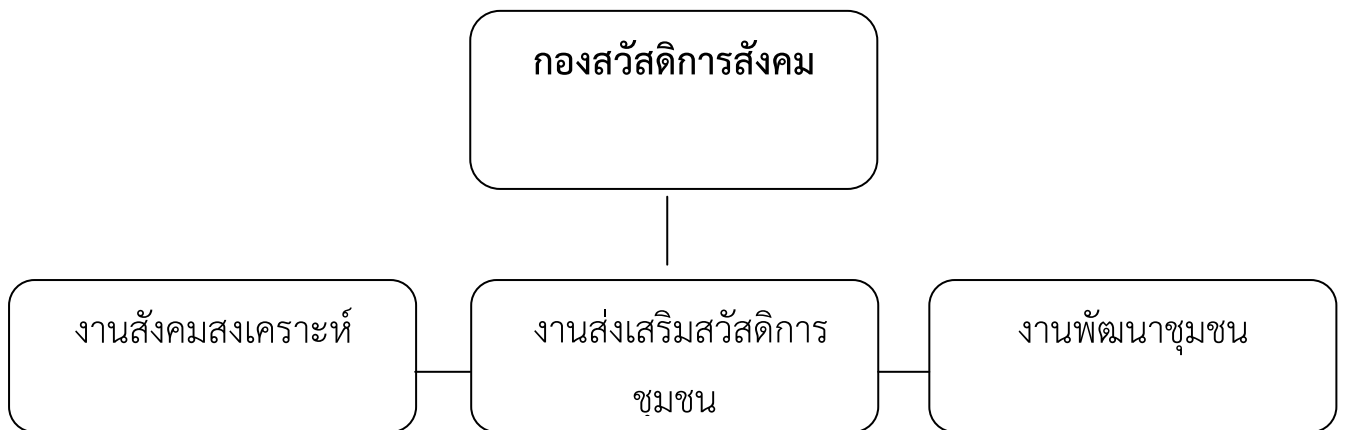 กองสวัสดิการสังคม
งานสังคมสงเคราะห์
งานส่งเสริมสวัสดิการ
ชุมชน
งานพัฒนาชุมชน